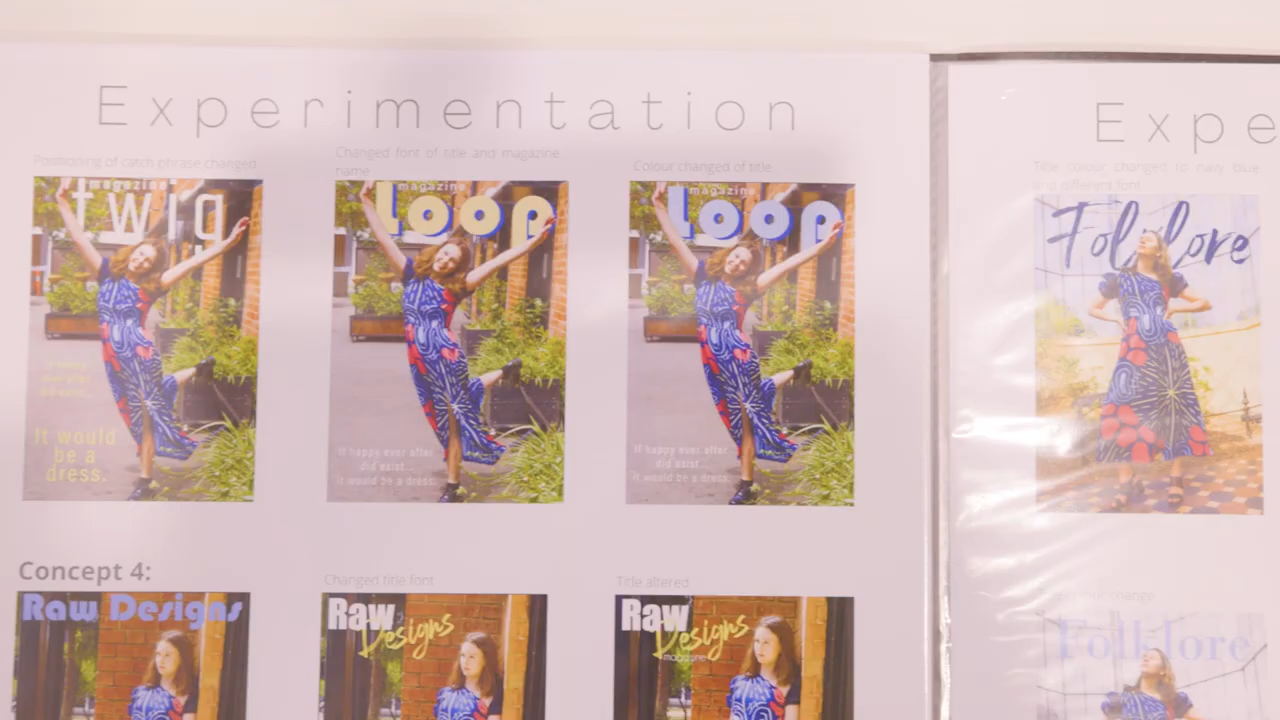 Experimentation
Positioning of catch phrase changed
magazine
twig
It would
be a
dress.
Changed font of title and magazine
name
magazine
Loop
If happy ever after
did exist...
it would be a dress.
Colour changed of title
magazine
Loop
If happy ever after
did exist...
it would be a dress.
Concept 4:
Raw Designs
Changed title font
Raw
Designs
Title altered
Raw
Designs
magazine
Expe
Title colour changed to navy blue
and different font
Folklore
change
Folklore